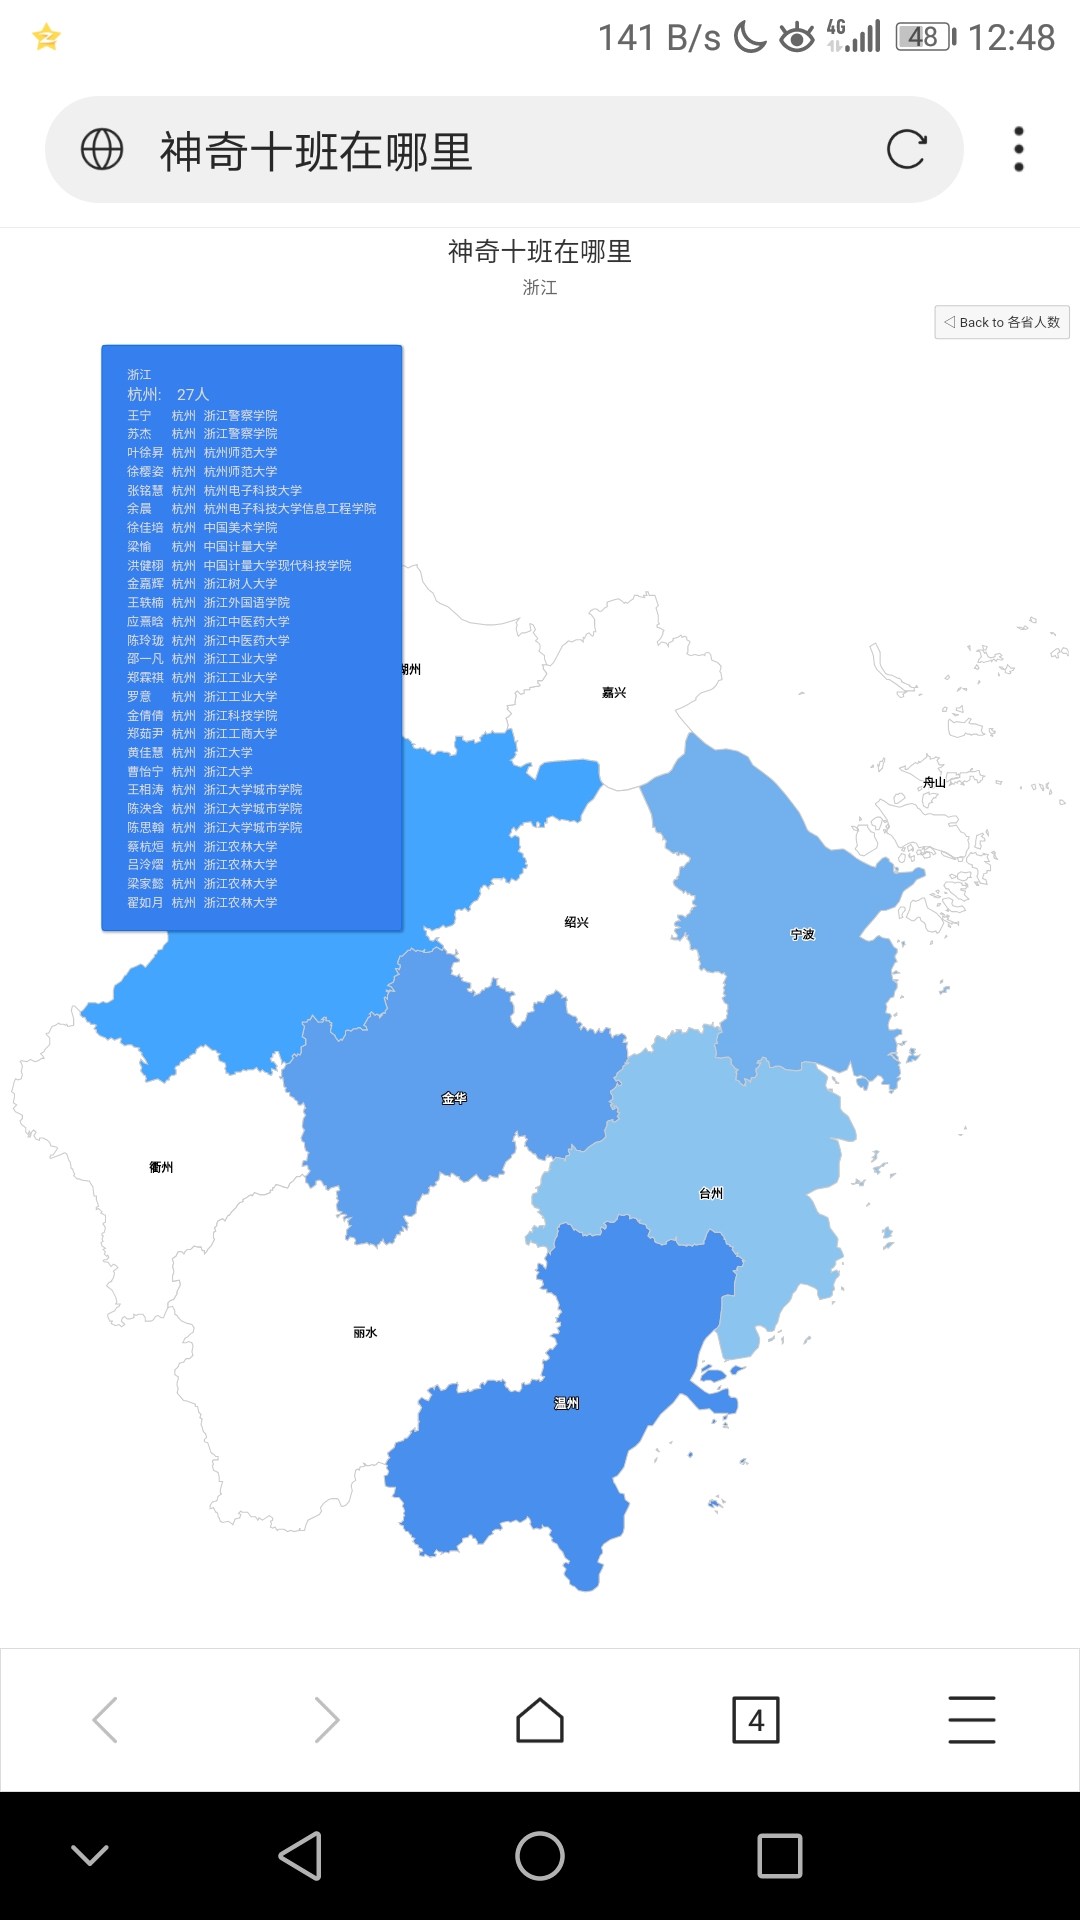 141 B/s 4G 48 12:48
神奇十班在哪里
神奇十班在哪里
浙江
◁ Back to 各省人数
浙江
杭州: 27人
王宁 杭州 浙江警察学院
苏杰 杭州 浙江警察学院
叶徐昇 杭州 杭州师范大学
徐樱姿 杭州 杭州师范大学
张铭慧 杭州 杭州电子科技大学
余晨 杭州 杭州电子科技大学信息工程学院
徐佳培 杭州 中国美术学院
梁愉 杭州 中国计量大学
洪健栩 杭州 中国计量大学现代科技学院
金嘉辉 杭州 浙江树人大学
王轶楠 杭州 浙江外国语学院
应熹晗 杭州 浙江中医药大学
陈玲珑 杭州 浙江中医药大学
邵一凡 杭州 浙江工业大学
郑霖祺 杭州 浙江工业大学
罗意 杭州 浙江工业大学
金倩倩 杭州 浙江科技学院
郑茹尹 杭州 浙江工商大学
黄佳慧 杭州 浙江大学
曹怡宁 杭州 浙江大学
王相涛 杭州 浙江大学城市学院
陈泱含 杭州 浙江大学城市学院
陈思翰 杭州 浙江大学城市学院
蔡杭烜 杭州 浙江农林大学
吕泠熠 杭州 浙江农林大学
梁家懿 杭州 浙江农林大学
翟如月 杭州 浙江农林大学
湖州
嘉兴
舟山
绍兴
宁波
金华
衢州
台州
丽水
温州
4